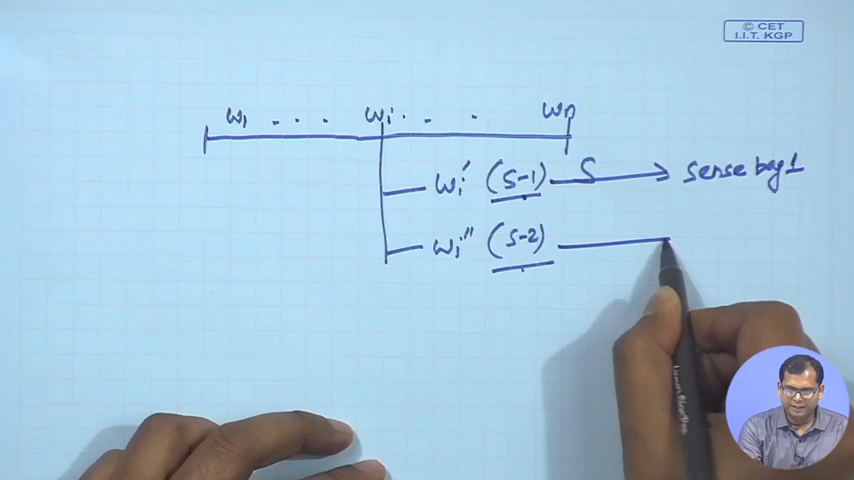 © CET
I.I.T. KGP
w1 . . . wi . . . wn
wi' (S-1) S → sense bag 1
wi'' (S-2)